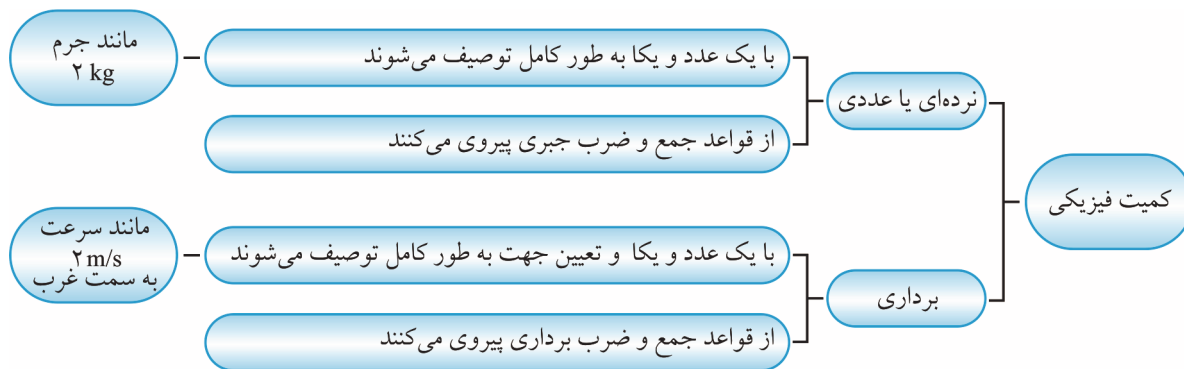 کمیت فیزیکی
نرده‌ای یا عددی
با یک عدد و یکا به طور کامل توصیف می‌شوند
مانند جرم
۲ kg
از قواعد جمع و ضرب جبری پیروی می‌کنند
برداری
با یک عدد و یکا و تعیین جهت به طور کامل توصیف می‌شوند
مانند سرعت
۲ m/s
به سمت غرب
از قواعد جمع و ضرب برداری پیروی می‌کنند